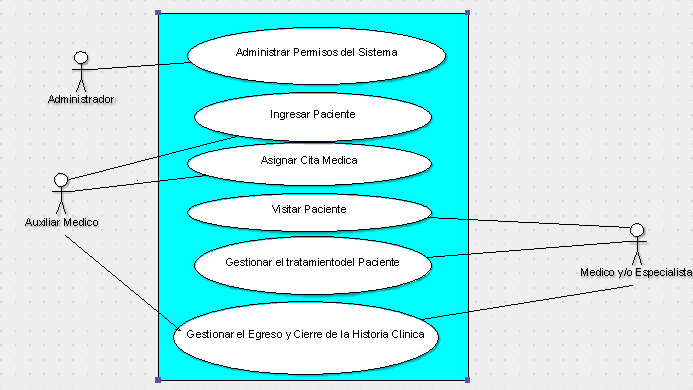 Administrar Permisos del Sistema
Administrador
Ingresar Paciente
Asignar Cita Medica
Auxiliar Medico
Visitar Paciente
Gestionar el tratamientodel Paciente
Medico y/o Especialista
Gestionar el Egreso y Cierre de la Historia Clinica